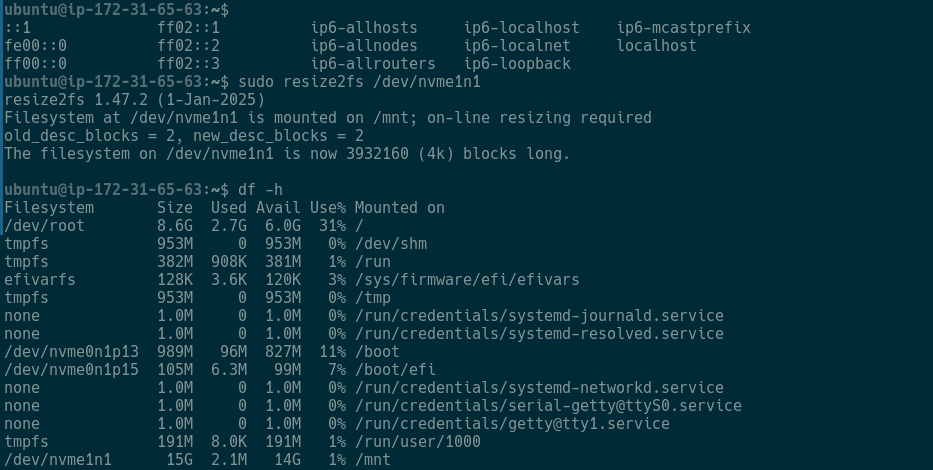 ubuntu@ip-172-31-65-63:~$
::1              ff02::1          ip6-allhosts     ip6-localhost    ip6-mcastprefix
fe00::0          ff02::2          ip6-allnodes     ip6-localnet     localhost
ff00::0          ff02::3          ip6-allrouters   ip6-loopback
ubuntu@ip-172-31-65-63:~$ sudo resize2fs /dev/nvme1n1
resize2fs 1.47.2 (1-Jan-2025)
Filesystem at /dev/nvme1n1 is mounted on /mnt; on-line resizing required
old_desc_blocks = 2, new_desc_blocks = 2
The filesystem on /dev/nvme1n1 is now 3932160 (4k) blocks long.
ubuntu@ip-172-31-65-63:~$ df -h
Filesystem       Size  Used Avail Use% Mounted on
/dev/root        8.6G  2.7G  6.0G  31% /
tmpfs            953M     0  953M   0% /dev/shm
tmpfs            382M  908K  381M   1% /run
efivarfs         128K  3.6K  120K   3% /sys/firmware/efi/efivars
tmpfs            953M     0  953M   0% /tmp
none             1.0M     0  1.0M   0% /run/credentials/systemd-journald.service
none             1.0M     0  1.0M   0% /run/credentials/systemd-resolved.service
/dev/nvme0n1p13  989M   96M  827M  11% /boot
/dev/nvme0n1p15  105M  6.3M   99M   7% /boot/efi
none             1.0M     0  1.0M   0% /run/credentials/systemd-networkd.service
none             1.0M     0  1.0M   0% /run/credentials/serial-getty@ttyS0.service
none             1.0M     0  1.0M   0% /run/credentials/getty@tty1.service
tmpfs            191M  8.0K  191M   1% /run/user/1000
/dev/nvme1n1      15G  2.1M   14G   1% /mnt